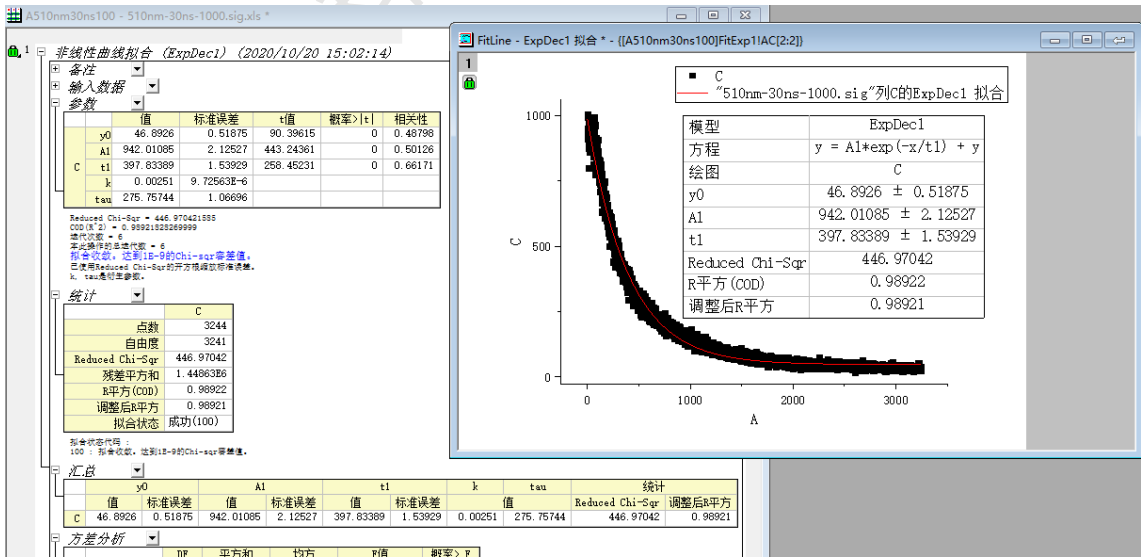 A510nm30ns100 - 510nm-30ns-1000.sig.xls *
1 非线性曲线拟合 (ExpDec1) (2020/10/20 15:02:14)
备注
输入数据
参数
值 标准误差 t值 概率>|t| 相关性
y0 46.8926 0.51875 90.39615 0 0.48798
A1 942.01085 2.12527 443.24361 0 0.50126
C t1 397.83389 1.53929 258.45231 0 0.66171
k 0.00251 9.72563E-6
tau 275.75744 1.06696
Reduced Chi-Sqr = 446.970421585
COD(R^2) = 0.98921828269999
迭代次数 = 6
本此操作的总迭代数 = 6
拟合收敛。达到1E-9的Chi-sqr容差值。
已使用Reduced Chi-Sqr的开方根缩放标准误差。
k, tau是衍生参数。
统计
C
点数 3244
自由度 3241
Reduced Chi-Sqr 446.97042
残差平方和 1.44863E6
R平方(COD) 0.98922
调整后R平方 0.98921
拟合状态 成功(100)
拟合状态代码 :
100 : 拟合收敛。达到1E-9的Chi-sqr容差值。
汇总
y0 A1 t1 k tau 统计
值 标准误差 值 标准误差 值 标准误差 值 Reduced Chi-Sqr 调整后R平方
C 46.8926 0.51875 942.01085 2.12527 397.83389 1.53929 0.00251 275.75744 446.97042 0.98921
方差分析
DF 平方和 均方 F值 概率> F
FitLine - ExpDec1 拟合 * - {[A510nm30ns100]FitExp1!AC[2:2]}
1
C
"510nm-30ns-1000.sig"列C的ExpDec1 拟合
模型 ExpDec1
方程 y = A1*exp(-x/t1) + y
绘图 C
y0 46.8926 ± 0.51875
A1 942.01085 ± 2.12527
t1 397.83389 ± 1.53929
Reduced Chi-Sqr 446.97042
R平方(COD) 0.98922
调整后R平方 0.98921
1000
500
0
C
0 1000 2000 3000
A